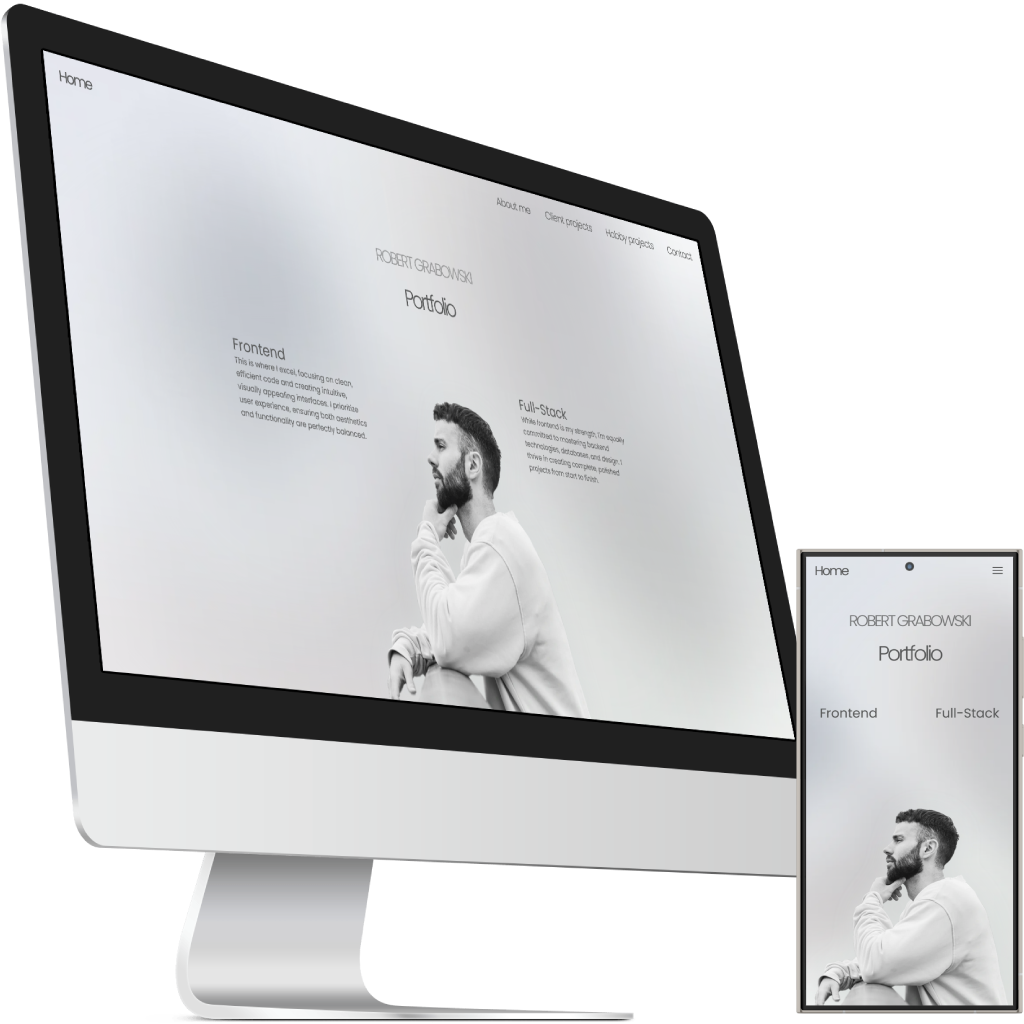 Home
About me
Client projects
Hobby projects
Contact
ROBERT GRABOWSKI
Portfolio
Frontend
This is where I excel, focusing on clean,
efficient code and creating intuitive,
visually appealing interfaces. I prioritize
user experience, ensuring both aesthetics
and functionality are perfectly balanced.
Full-Stack
While frontend is my strength, I'm equally
committed to mastering backend
technologies, databases, and design. I
thrive in creating complete, polished
projects from start to finish.
Home
ROBERT GRABOWSKI
Portfolio
Frontend
Full-Stack